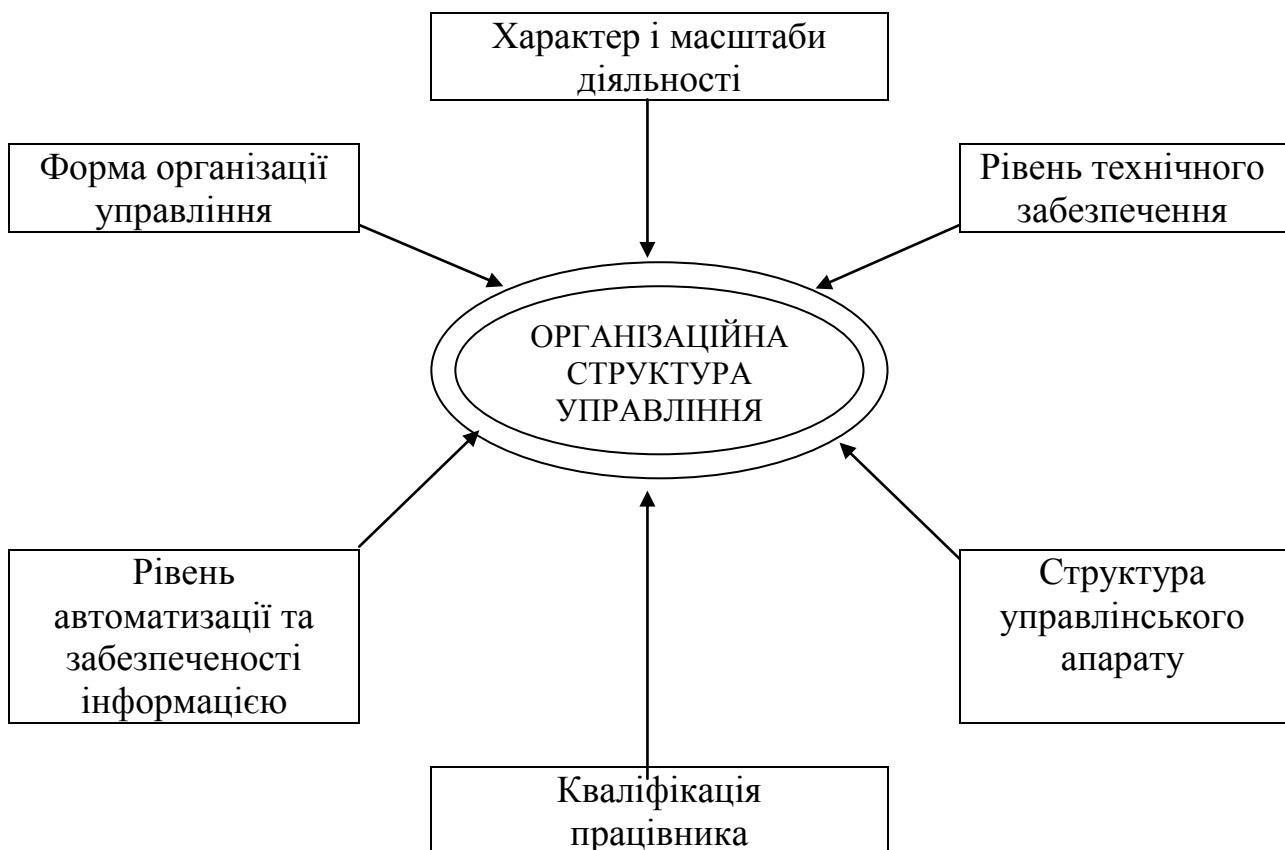 Характер і масштаби
діяльності
Форма організації
управління
Рівень технічного
забезпечення
ОРГАНІЗАЦІЙНА
СТРУКТУРА
УПРАВЛІННЯ
Рівень
автоматизації та
забезпеченості
інформацією
Структура
управлінського
апарату
Кваліфікація
працівника